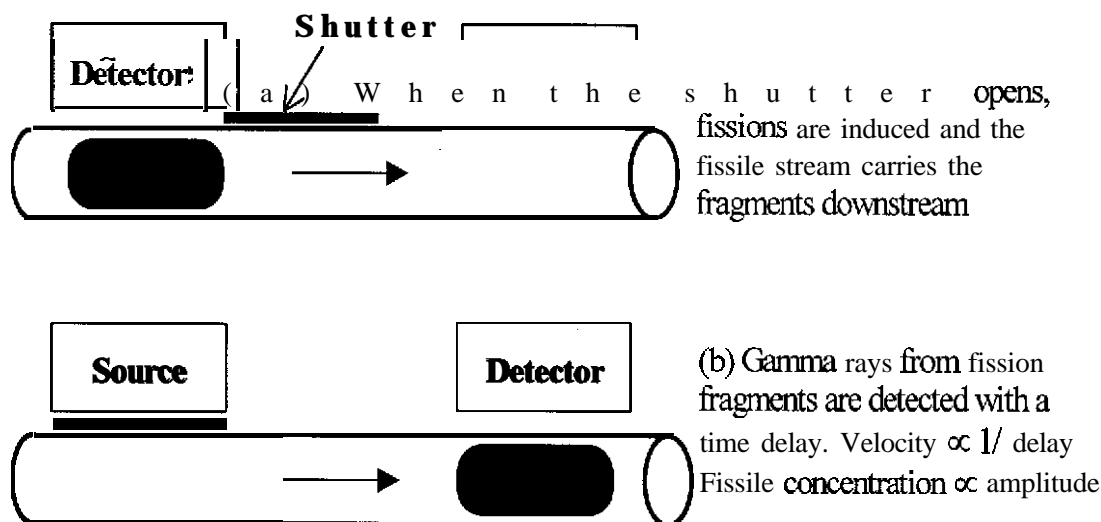 Shutter
Detector
(a) When the shutter opens,
fissions are induced and the
fissile stream carries the
fragments downstream
Source
Detector
(b) Gamma rays from fission
fragments are detected with a
time delay. Velocity ∝ 1/ delay
Fissile concentration ∝ amplitude